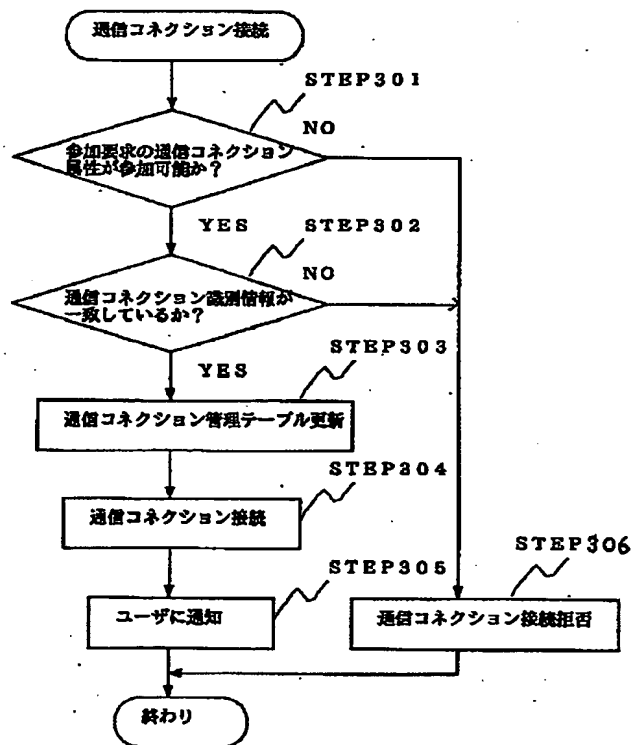 通信コネクション接続
STEP301
NO
参加要求の通信コネクション
属性が参加可能か?
YES
STEP302
NO
通信コネクション識別情報が
一致しているか?
YES
STEP303
通信コネクション管理テーブル更新
STEP304
通信コネクション接続
STEP305
STEP306
ユーザに通知
通信コネクション接続拒否
終わり